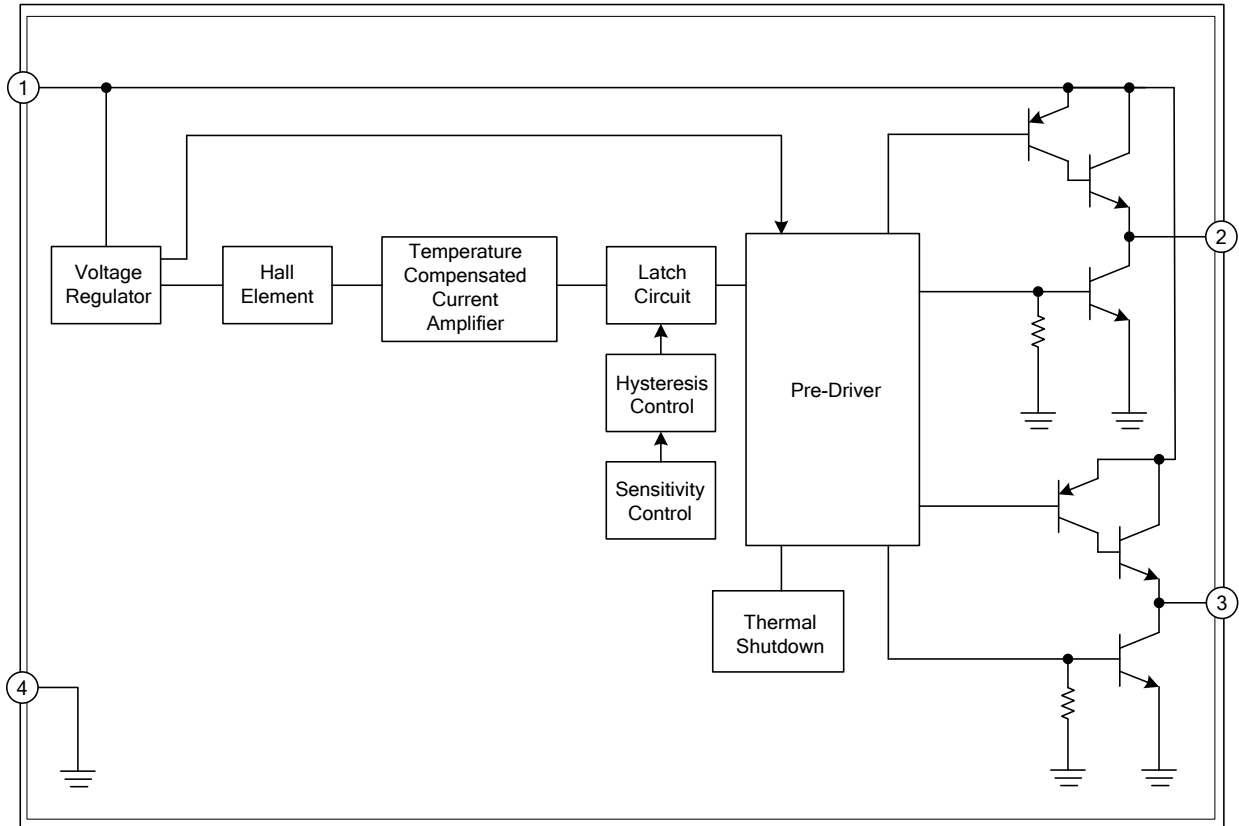 1
2
Voltage
Regulator
Hall
Element
Temperature
Compensated
Current
Amplifier
Latch
Circuit
Hysteresis
Control
Sensitivity
Control
Pre-Driver
Thermal
Shutdown
3
4